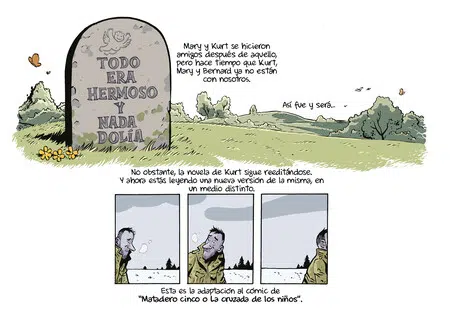 TODO
ERA
HERMOSO
Y
NADA
DOLÍA
Mary y Kurt se hicieron
amigos después de aquello,
pero hace tiempo que Kurt,
Mary y Bernard ya no están
con nosotros.
Así fue y será...
No obstante, la novela de Kurt sigue reeditándose.
Y ahora estás leyendo una nueva versión de la misma, en
un medio distinto.
Esta es la adaptación al cómic de
"Matadero cinco o La cruzada de los niños".